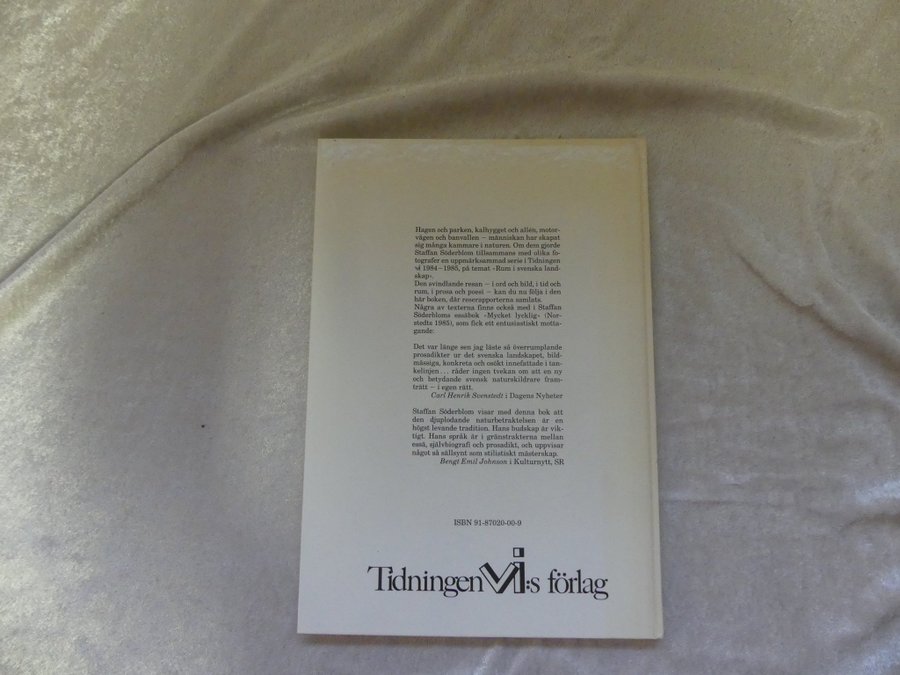 Hagen och parken, kalhygget och allén, motor-
vägen och banvallen – människan har skapat
sig många kammare i naturen. Om dem gjorde
Staffan Söderblom tillsammans med olika fo-
tografer en uppmärksammad serie i Tidningen
vi 1984–1985, på temat »Rum i svenska land-
skap».
Den svindlande resan – i ord och bild, i tid och
rum, i prosa och poesi – kan du nu följa i den
här boken, där reserapporterna samlats.
Några av texterna finns också med i Staffan
Söderbloms essäbok »Mycket lycklig» (Nor-
stedts 1985), som fick ett entusiastiskt motta-
gande:
Det var länge sen jag läste så överrumplande
prosadikter ur det svenska landskapet, bild-
mässiga, konkreta och osökt innefattade i tan-
kelinjen... råder ingen tvekan om att en ny
och betydande svensk naturskildrare fram-
trätt – i egen rätt.
Carl Henrik Svenstedt i Dagens Nyheter
Staffan Söderblom visar med denna bok att
den djuplodande naturbetraktelsen är en
högst levande tradition. Hans budskap är vik-
tigt. Hans språk är i gränstrakterna mellan
essä, självbiografi och prosadikt, och uppvisar
något så sällsynt som stilistiskt mästerskap.
Bengt Emil Johnson i Kulturnytt, SR
ISBN 91-87020-00-9
Tidningen vi:s förlag